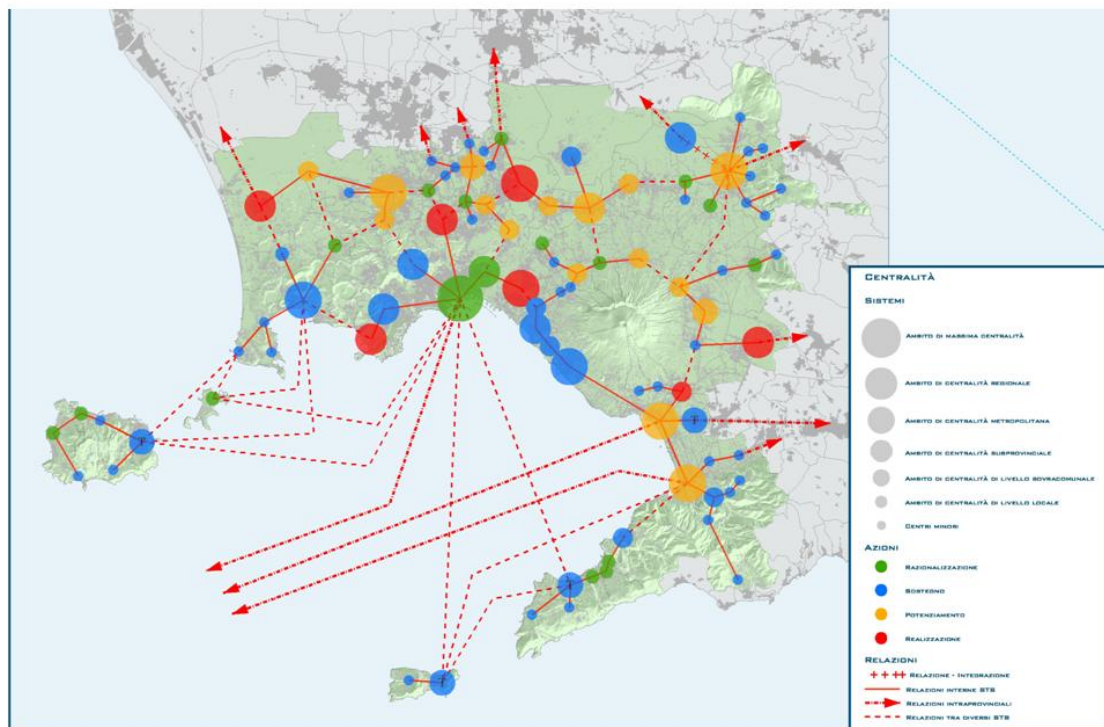 CENTRALITÀ
SISTEMI
AMBITO DI MASSIMA CENTRALITÀ
AMBITO DI CENTRALITÀ REGIONALE
AMBITO DI CENTRALITÀ METROPOLITANA
AMBITO DI CENTRALITÀ SUBPROVINCIALE
AMBITO DI CENTRALITÀ DI LIVELLO SOVRACOMUNALE
AMBITO DI CENTRALITÀ DI LIVELLO LOCALE
CENTRI MINORI
AZIONI
RAZIONALIZZAZIONE
SOSTEGNO
POTENZIAMENTO
REALIZZAZIONE
RELAZIONI
RELAZIONE - INTEGRAZIONE
RELAZIONI INTERNE STS
RELAZIONI INTRAPROVINCIALI
RELAZIONI TRA DIVERSI STS